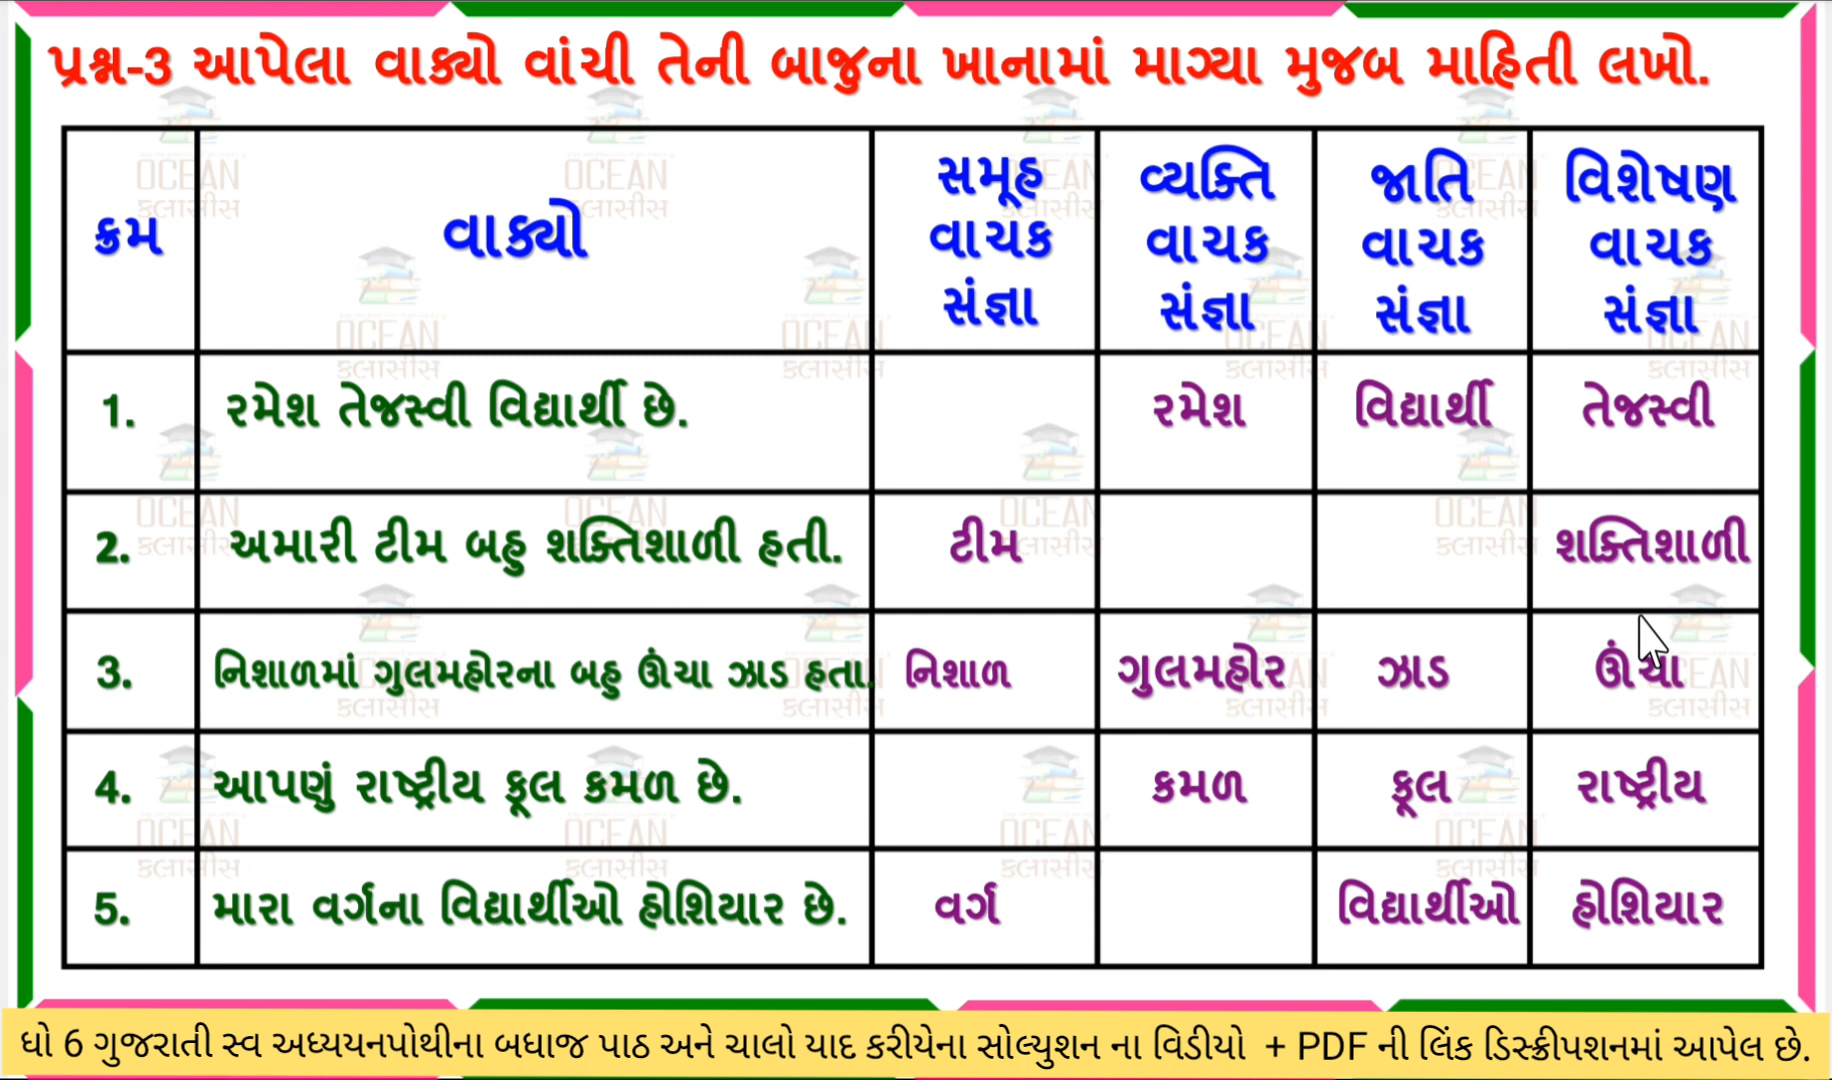 પ્રશ્ન-3 આપેલા વાક્યો વાંચી તેની બાજુના ખાનામાં માગ્યા મુજબ માહિતી લખો.
ક્રમ વાક્યો સમૂહ વાચક સંજ્ઞા વ્યક્તિ વાચક સંજ્ઞા જાતિ વાચક સંજ્ઞા વિશેષણ વાચક સંજ્ઞા
1. રમેશ તેજસ્વી વિદ્યાર્થી છે. રમેશ વિદ્યાર્થી તેજસ્વી
2. અમારી ટીમ બહુ શક્તિશાળી હતી. ટીમ શક્તિશાળી
3. નિશાળમાં ગુલમહોરના બહુ ઊંચા ઝાડ હતા. નિશાળ ગુલમહોર ઝાડ ઊંચા
4. આપણું રાષ્ટ્રીય ફૂલ કમળ છે. કમળ ફૂલ રાષ્ટ્રીય
5. મારા વર્ગના વિદ્યાર્થીઓ હોશિયાર છે. વર્ગ વિદ્યાર્થીઓ હોશિયાર
ધો 6 ગુજરાતી સ્વ અધ્યયનપોથીના બધાજ પાઠ અને ચાલો યાદ કરીયેના સોલ્યુશન ના વિડીયો + PDF ની લિંક ડિસ્ક્રીપશનમાં આપેલ છે.
OCEAN
ક્લાસીસ